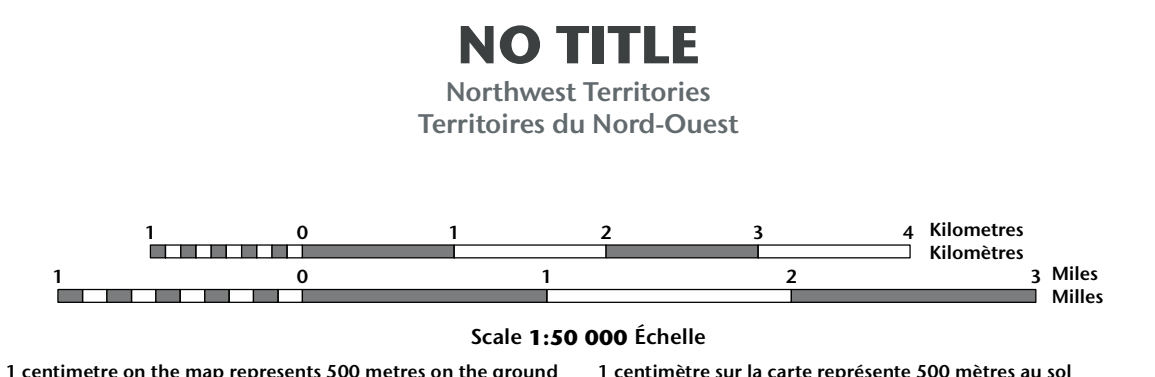 NO TITLE
Northwest Territories
Territoires du Nord-Ouest
1 0 1 2 3 4 Kilometres
Kilomètres
1 0 1 2 3 Miles
Milles
Scale 1:50 000 Échelle
1 centimetre on the map represents 500 metres on the ground 1 centimètre sur la carte représente 500 mètres au sol